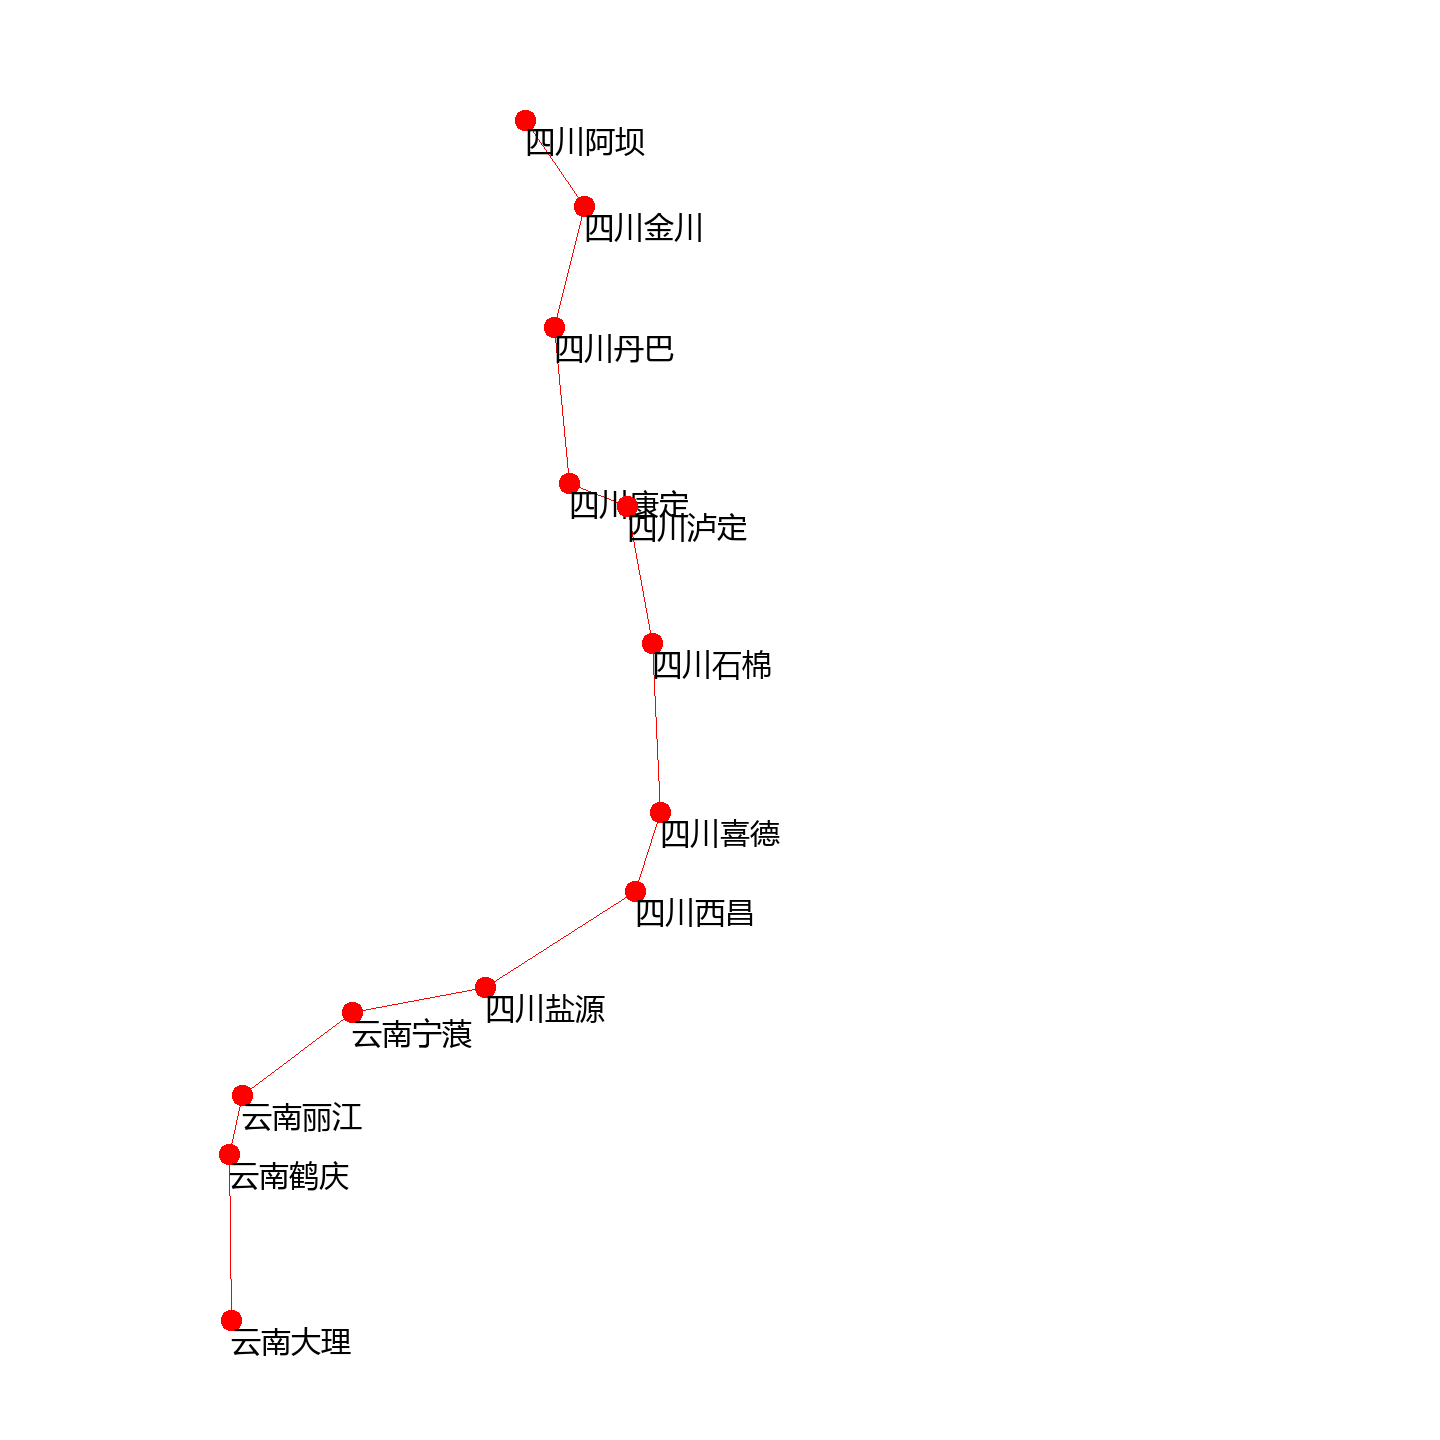 四川阿坝
四川金川
四川丹巴
四川康定
四川泸定
四川石棉
四川喜德
四川西昌
四川盐源
云南宁蒗
云南丽江
云南鹤庆
云南大理